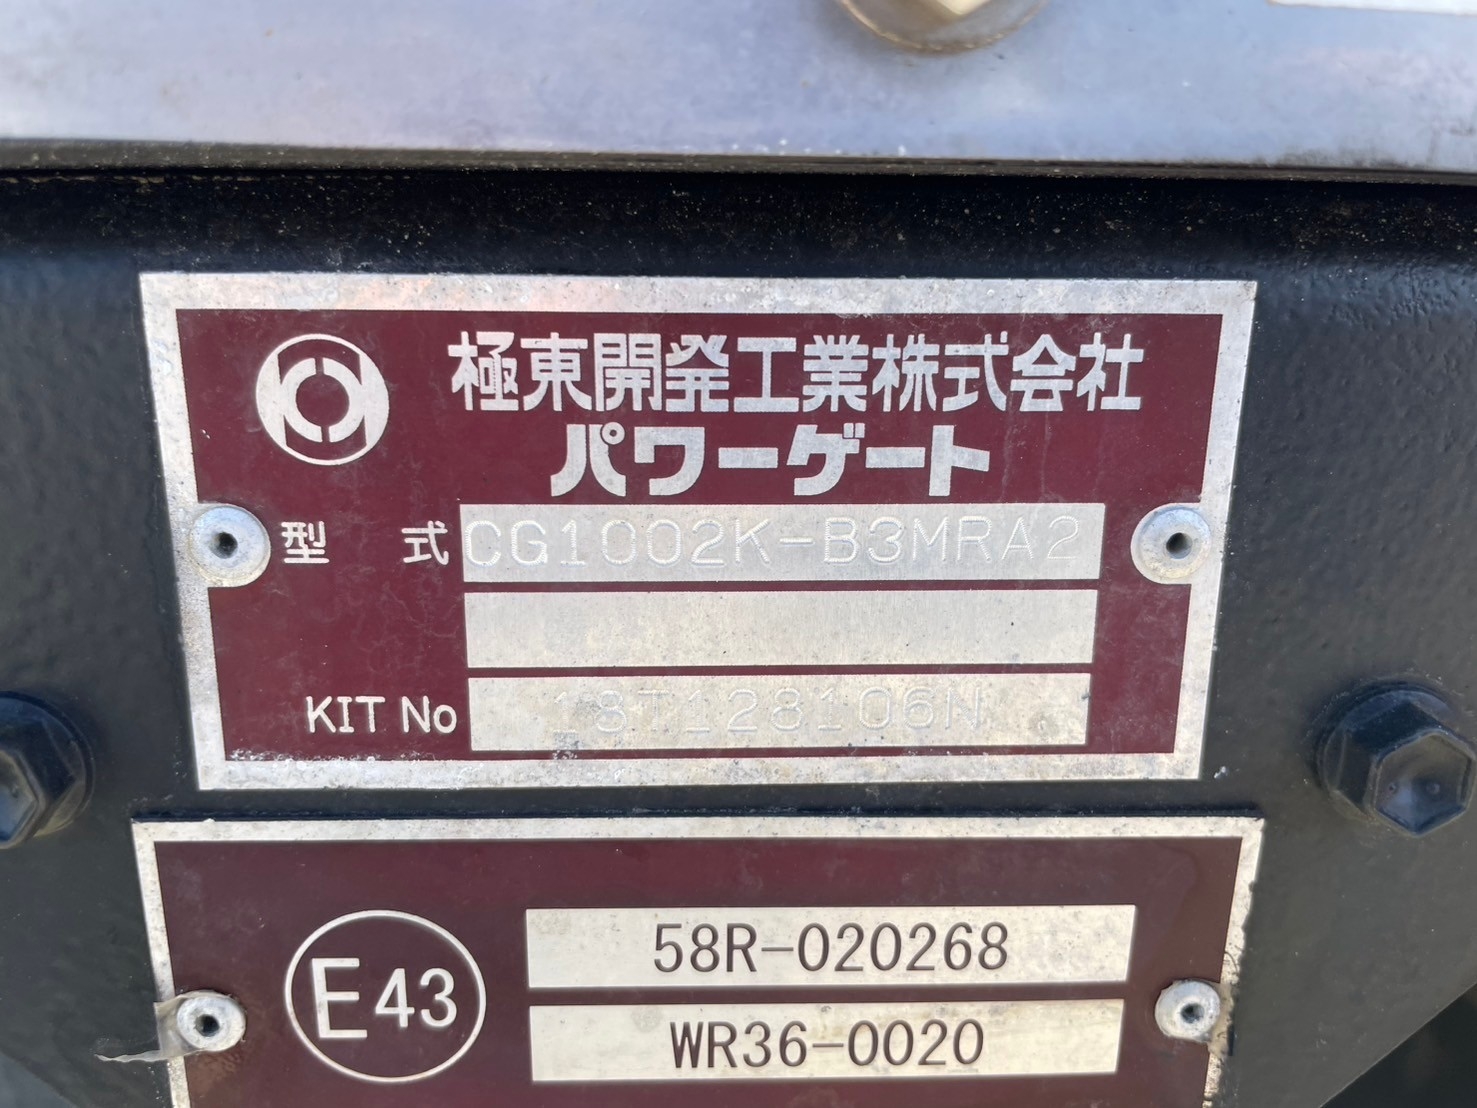 極東開発工業株式会社
パワーゲート
型 式 CG1002K-B3MRA2
KIT No 18T128106N
E43 58R-020268
WR36-0020